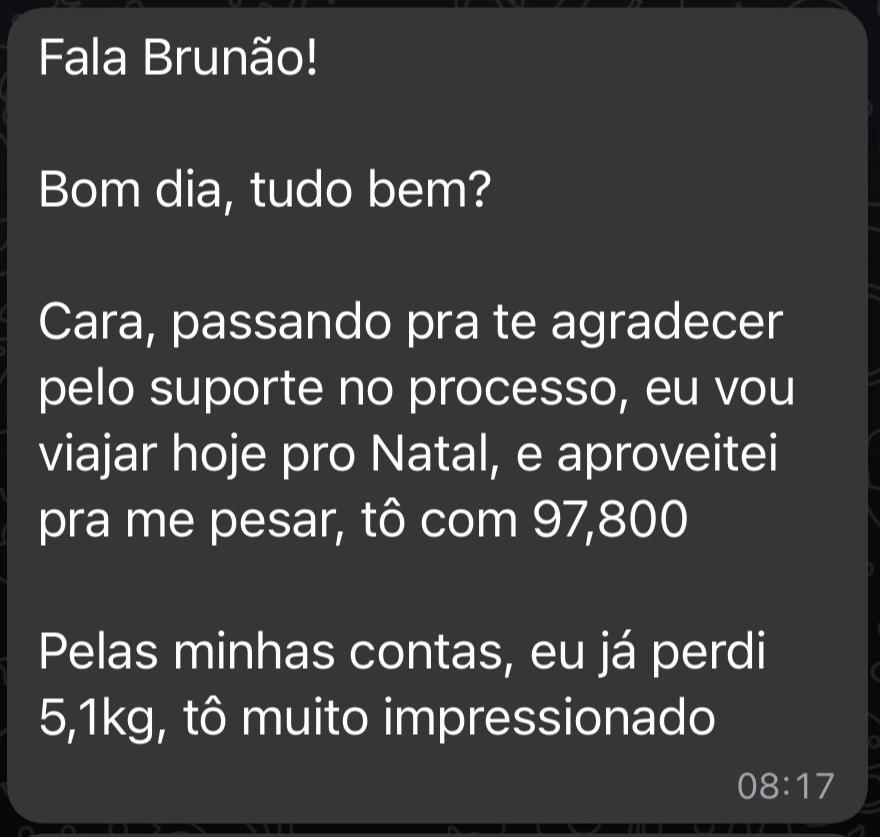 Fala Brunão!
Bom dia, tudo bem?
Cara, passando pra te agradecer
pelo suporte no processo, eu vou
viajar hoje pro Natal, e aproveitei
pra me pesar, tô com 97,800
Pelas minhas contas, eu já perdi
5,1kg, tô muito impressionado
08:17